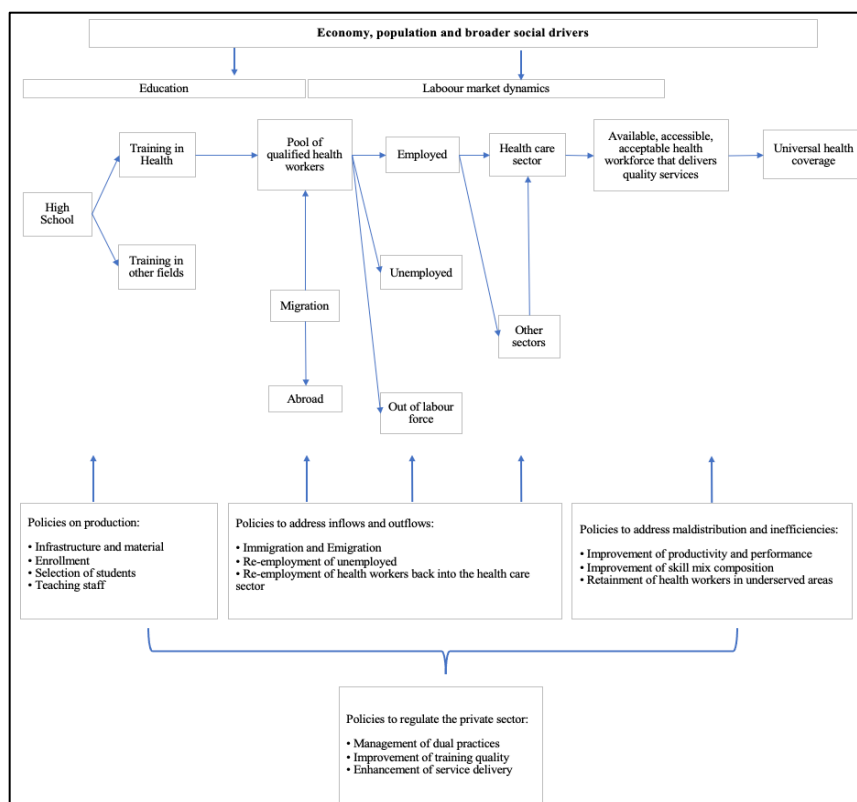 Economy, population and broader social drivers
Education
Labour market dynamics
Training in
Health
Pool of
qualified health
workers
Employed
Health care
sector
Available, accessible,
acceptable health
workforce that delivers
quality services
Universal health
coverage
High
School
Training in
other fields
Unemployed
Migration
Other
sectors
Abroad
Out of labour
force
Policies on production:
• Infrastructure and material
• Enrollment
• Selection of students
• Teaching staff
Policies to address inflows and outflows:
• Immigration and Emigration
• Re-employment of unemployed
• Re-employment of health workers back into the health care
sector
Policies to address maldistribution and inefficiencies:
• Improvement of productivity and performance
• Improvement of skill mix composition
• Retainment of health workers in underserved areas
Policies to regulate the private sector:
• Management of dual practices
• Improvement of training quality
• Enhancement of service delivery